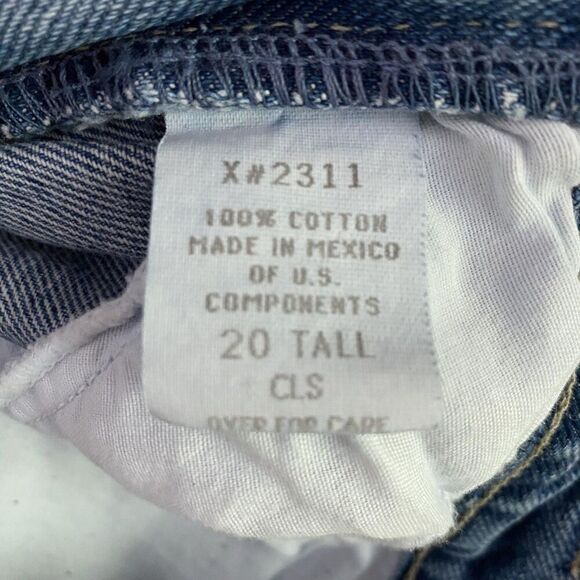 X#2311
100% COTTON
MADE IN MEXICO
OF U.S.
COMPONENTS
20 TALL
CLS
OVER FOR CARE